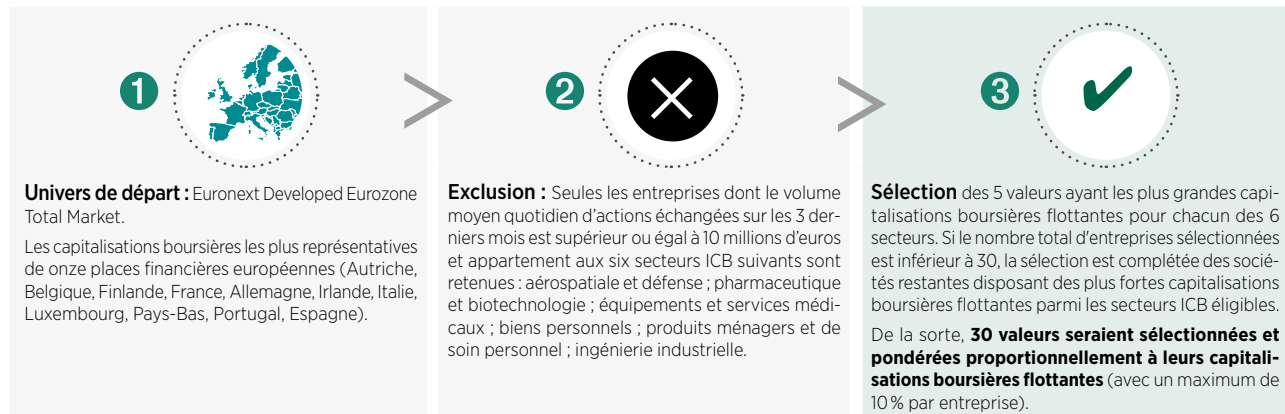 1
Univers de départ : Euronext Developed Eurozone
Total Market.
Les capitalisations boursières les plus représentatives
de onze places financières européennes (Autriche,
Belgique, Finlande, France, Allemagne, Irlande, Italie,
Luxembourg, Pays-Bas, Portugal, Espagne).
2
Exclusion : Seules les entreprises dont le volume
moyen quotidien d'actions échangées sur les 3 der-
niers mois est supérieur ou égal à 10 millions d'euros
et appartement aux six secteurs ICB suivants sont
retenues : aérospatiale et défense ; pharmaceutique
et biotechnologie ; équipements et services médi-
caux ; biens personnels ; produits ménagers et de
soin personnel ; ingénierie industrielle.
3
Sélection des 5 valeurs ayant les plus grandes capi-
talisations boursières flottantes pour chacun des 6
secteurs. Si le nombre total d'entreprises sélectionnées
est inférieur à 30, la sélection est complétée des socié-
tés restantes disposant des plus fortes capitalisations
boursières flottantes parmi les secteurs ICB éligibles.
De la sorte, 30 valeurs seraient sélectionnées et
pondérées proportionnellement à leurs capitali-
sations boursières flottantes (avec un maximum de
10 % par entreprise).